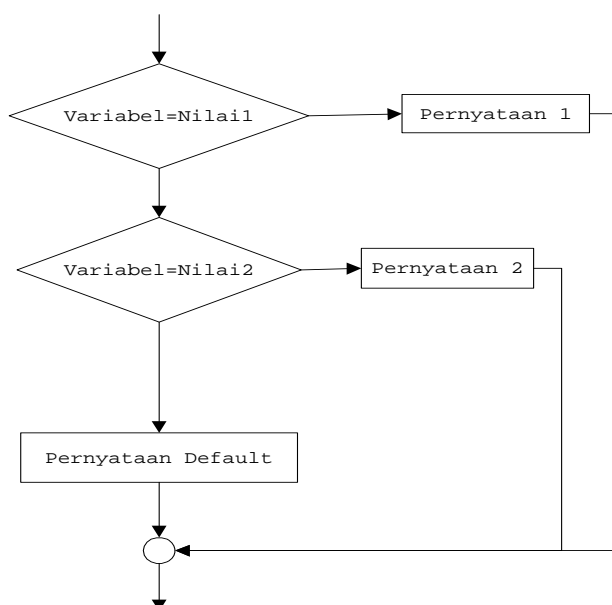 Variabel=Nilai1
Pernyataan 1
Variabel=Nilai2
Pernyataan 2
Pernyataan Default